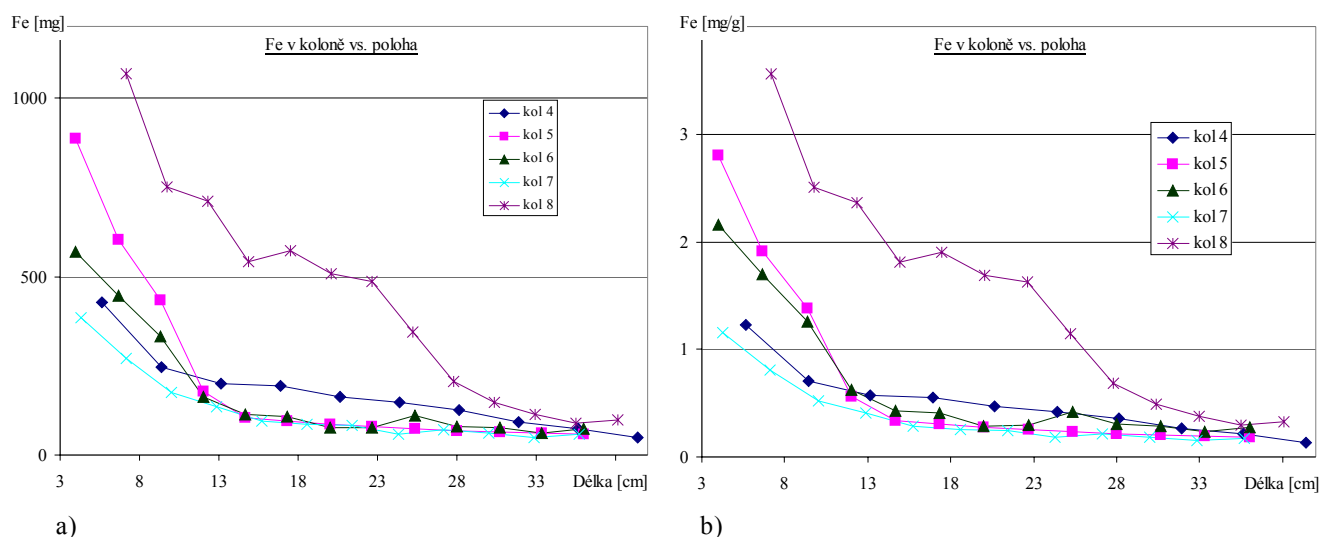 Fe [mg]
Fe v koloně vs. poloha
1000
500
0
3 8 13 18 23 28 33
Délka [cm]
kol 4
kol 5
kol 6
kol 7
kol 8
a)
Fe [mg/g]
Fe v koloně vs. poloha
3
2
1
0
3 8 13 18 23 28 33
Délka [cm]
kol 4
kol 5
kol 6
kol 7
kol 8
b)